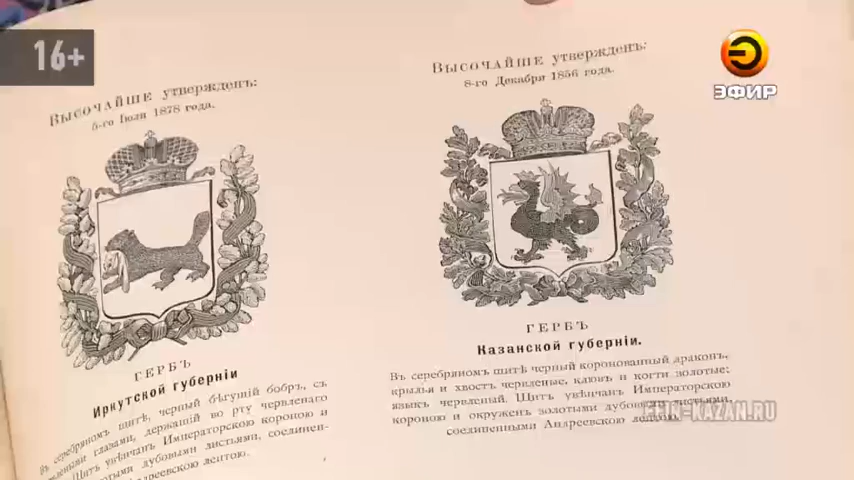 16+
ЭФИР
Высочайше утвержденъ:
5-го Іюля 1878 года.
ГЕРБЪ
Иркутской губерніи
Въ серебряномъ щитѣ, черный бѣгущій бобръ, съ
глазами, держащій во рту червленаго
Щитъ увѣнчанъ Императорскою короною и
дубовыми листьями, соединен-
лентою.
Высочайше утвержденъ:
8-го Декабря 1856 года.
ГЕРБЪ
Казанской губерніи.
Въ серебряномъ щитѣ черный коронованный драконъ,
крылья и хвостъ червленые, клювъ и когти золотые;
языкъ червленый. Щитъ увѣнчанъ Императорскою
короною и окруженъ золотыми дубовыми листьями,
соединенными Андреевскою лентою.
EFIR-KAZAN.RU